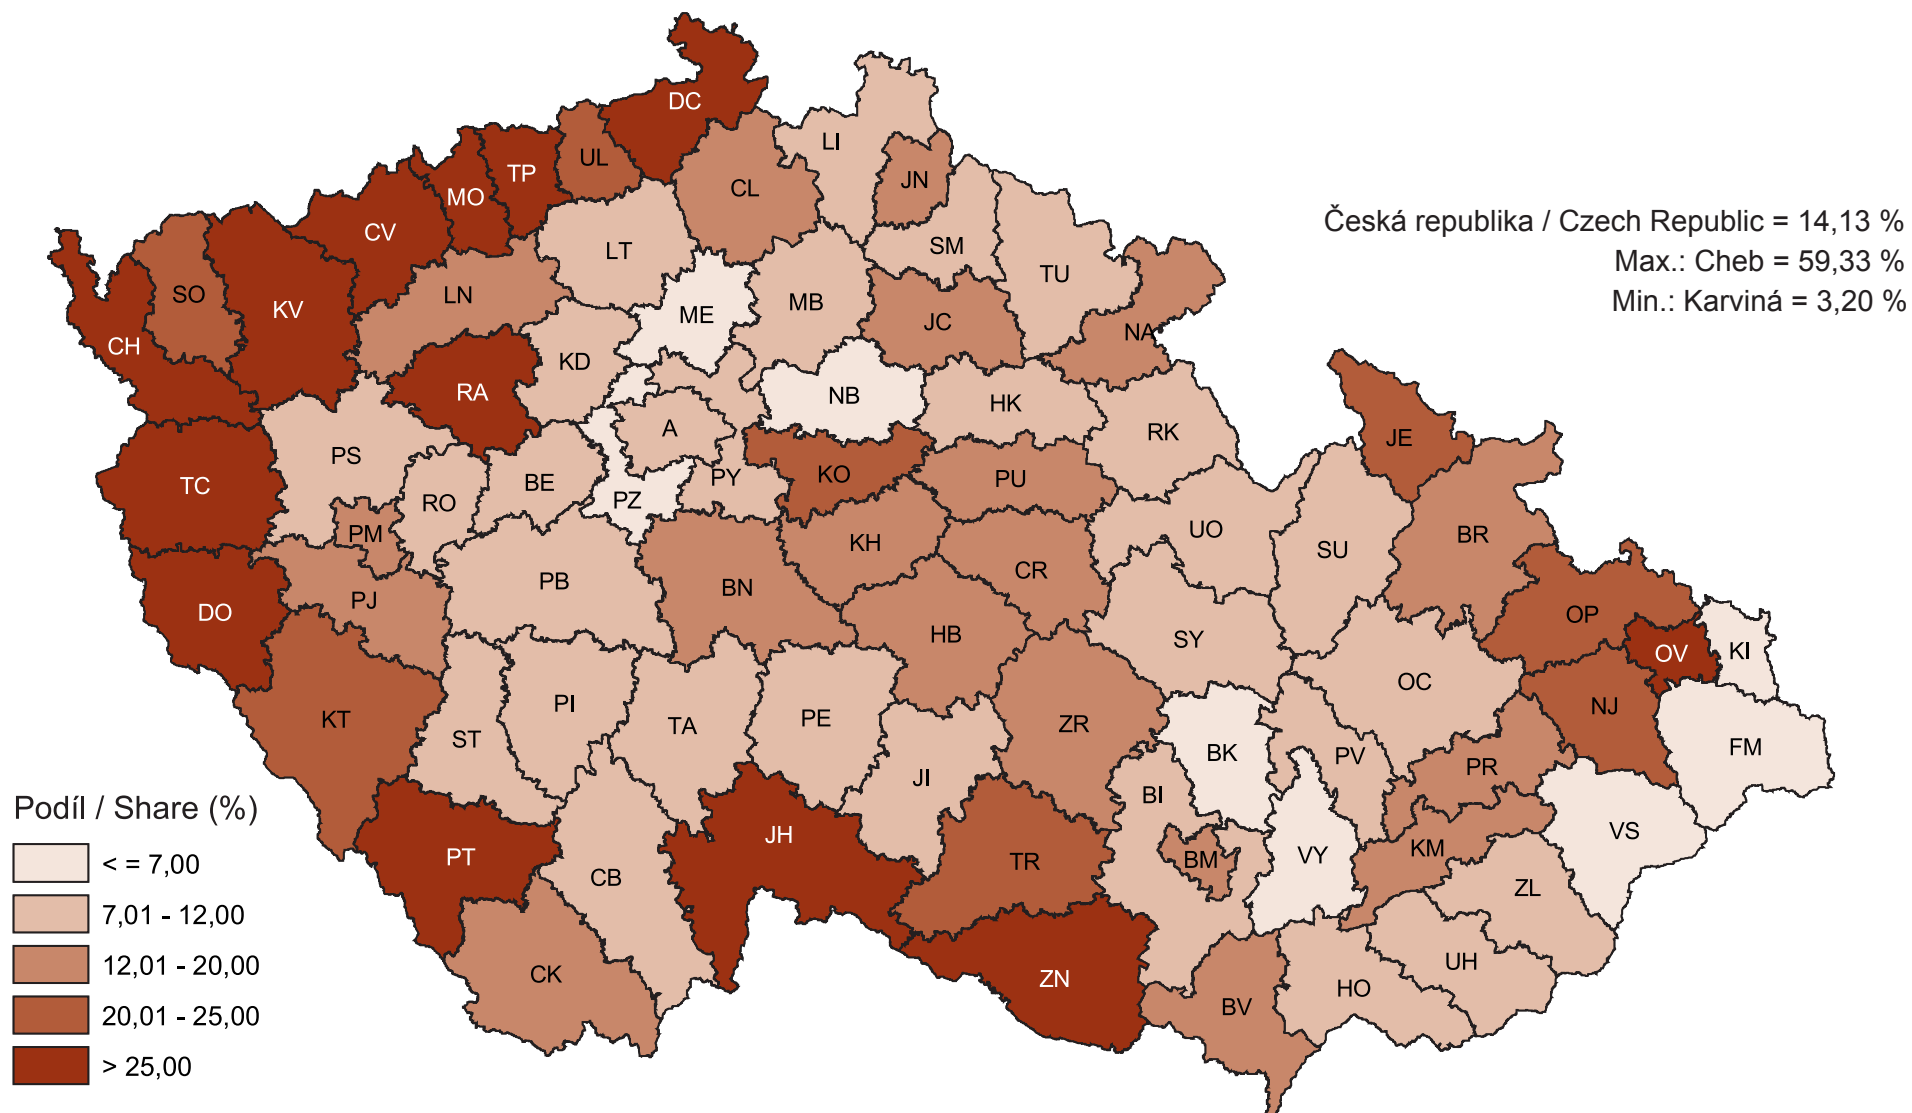 DC
LI
UL
TP
MO
CL
JN
CV
LT
SM
TU
Česká republika / Czech Republic = 14,13 %
Max.: Cheb = 59,33 %
Min.: Karviná = 3,20 %
SO
KV
LN
ME
MB
JC
NA
CH
KD
RA
NB
HK
A
RK
JE
PS
TC
RO
BE
PZ
PY
KO
PU
PM
UO
SU
BR
KH
CR
PB
BN
PJ
DO
HB
SY
OP
OV
KI
OC
KT
ST
PI
TA
PE
ZR
BK
PV
NJ
FM
JI
BI
PR
Podíl / Share (%)
< = 7,00
7,01 - 12,00
12,01 - 20,00
20,01 - 25,00
> 25,00
PT
CB
JH
TR
BM
VY
KM
VS
ZL
CK
ZN
BV
HO
UH